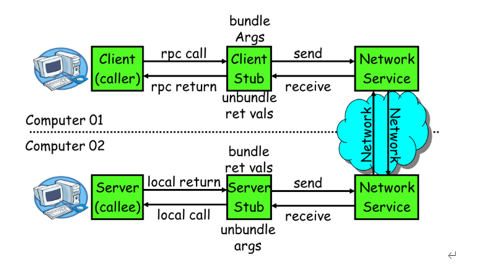 bundle
Args
Client
(caller)
rpc call
rpc return
Client
Stub
send
receive
Network
Service
unbundle
ret vals
Computer 01
Network
Network
Computer 02
bundle
ret vals
Server
(callee)
local return
local call
Server
Stub
send
receive
Network
Service
unbundle
args